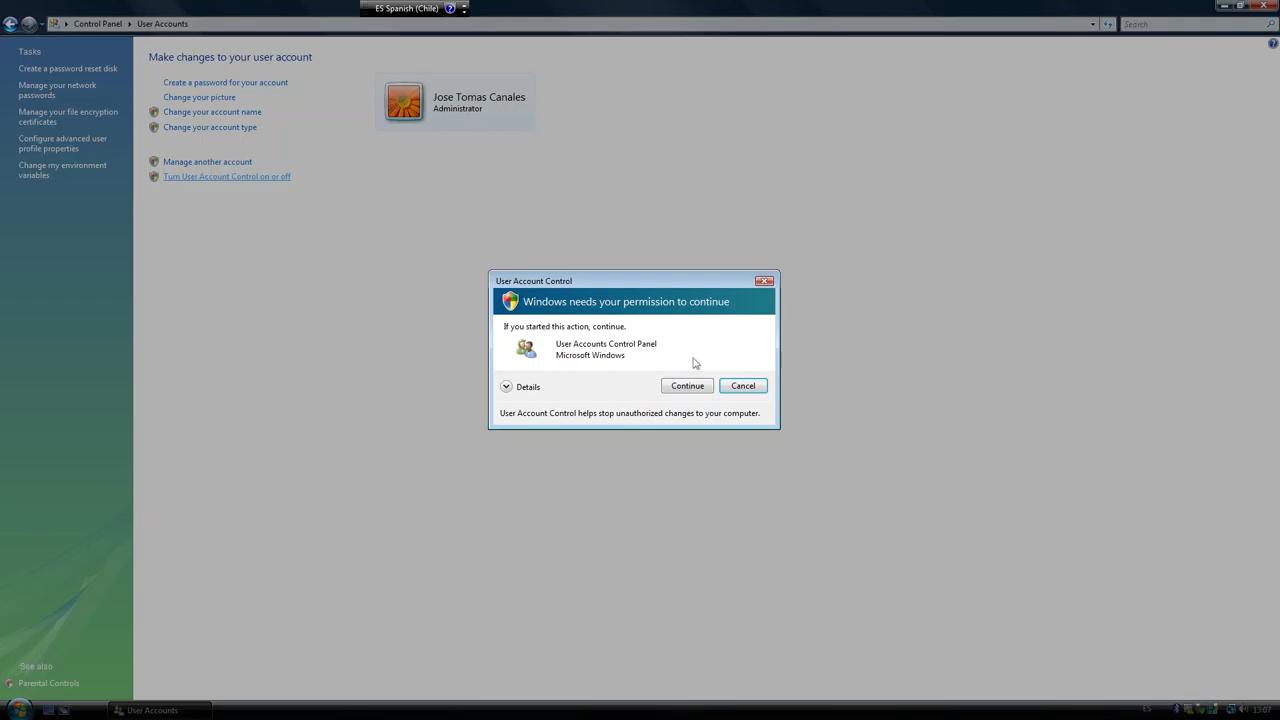 ES Spanish (Chile)
Control Panel
User Accounts
Search
Tasks
Create a password reset disk
Manage your network
passwords
Manage your file encryption
certificates
Configure advanced user
profile properties
Change my environment
variables
See also
Parental Controls
Make changes to your user account
Create a password for your account
Change your picture
Change your account name
Change your account type
Manage another account
Turn User Account Control on or off
Jose Tomas Canales
Administrator
User Account Control
Windows needs your permission to continue
If you started this action, continue.
User Accounts Control Panel
Microsoft Windows
Details
Continue
Cancel
User Account Control helps stop unauthorized changes to your computer.
User Accounts
ES
13:07